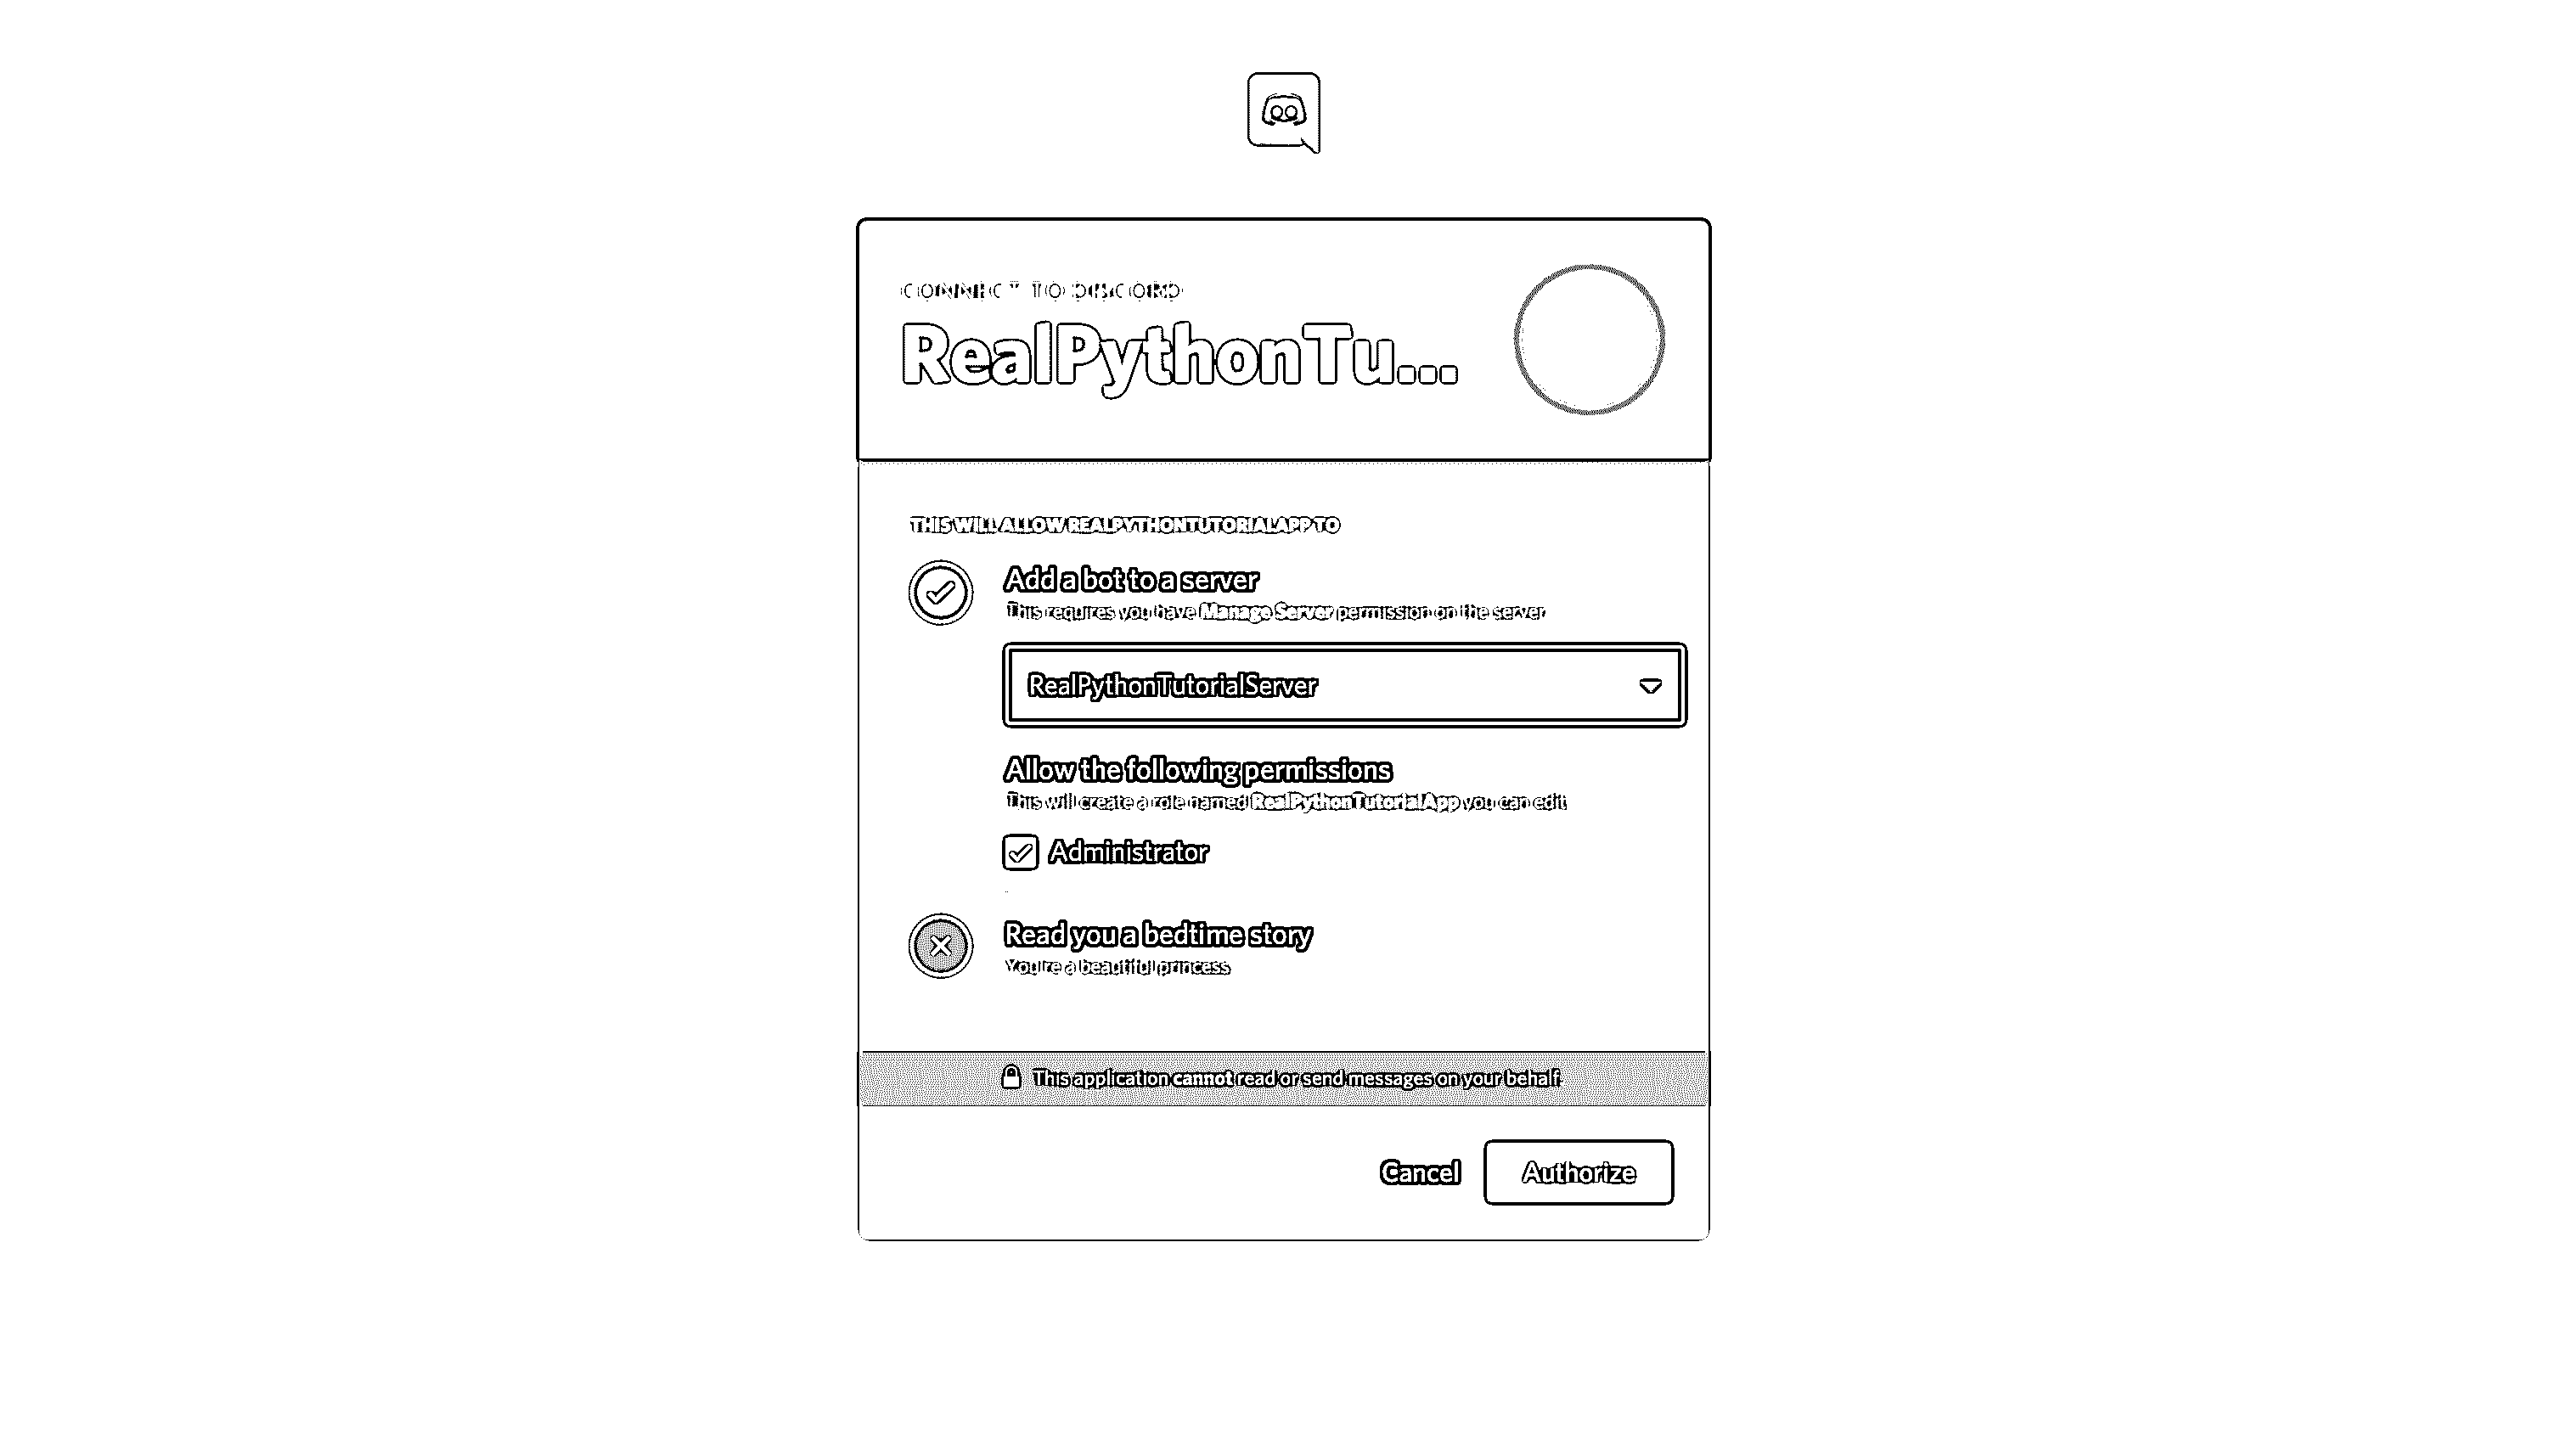 CONNECT TO DISCORD
RealPythonTu...
THIS WILL ALLOW REALPYTHONTUTORIALAPP TO
Add a bot to a server
This requires you have Manage Server permission on the server
RealPythonTutorialServer
Allow the following permissions
This will create a role named RealPythonTutorialApp you can edit
Administrator
Read you a bedtime story
You're a beautiful princess
This application cannot read or send messages on your behalf
Cancel
Authorize